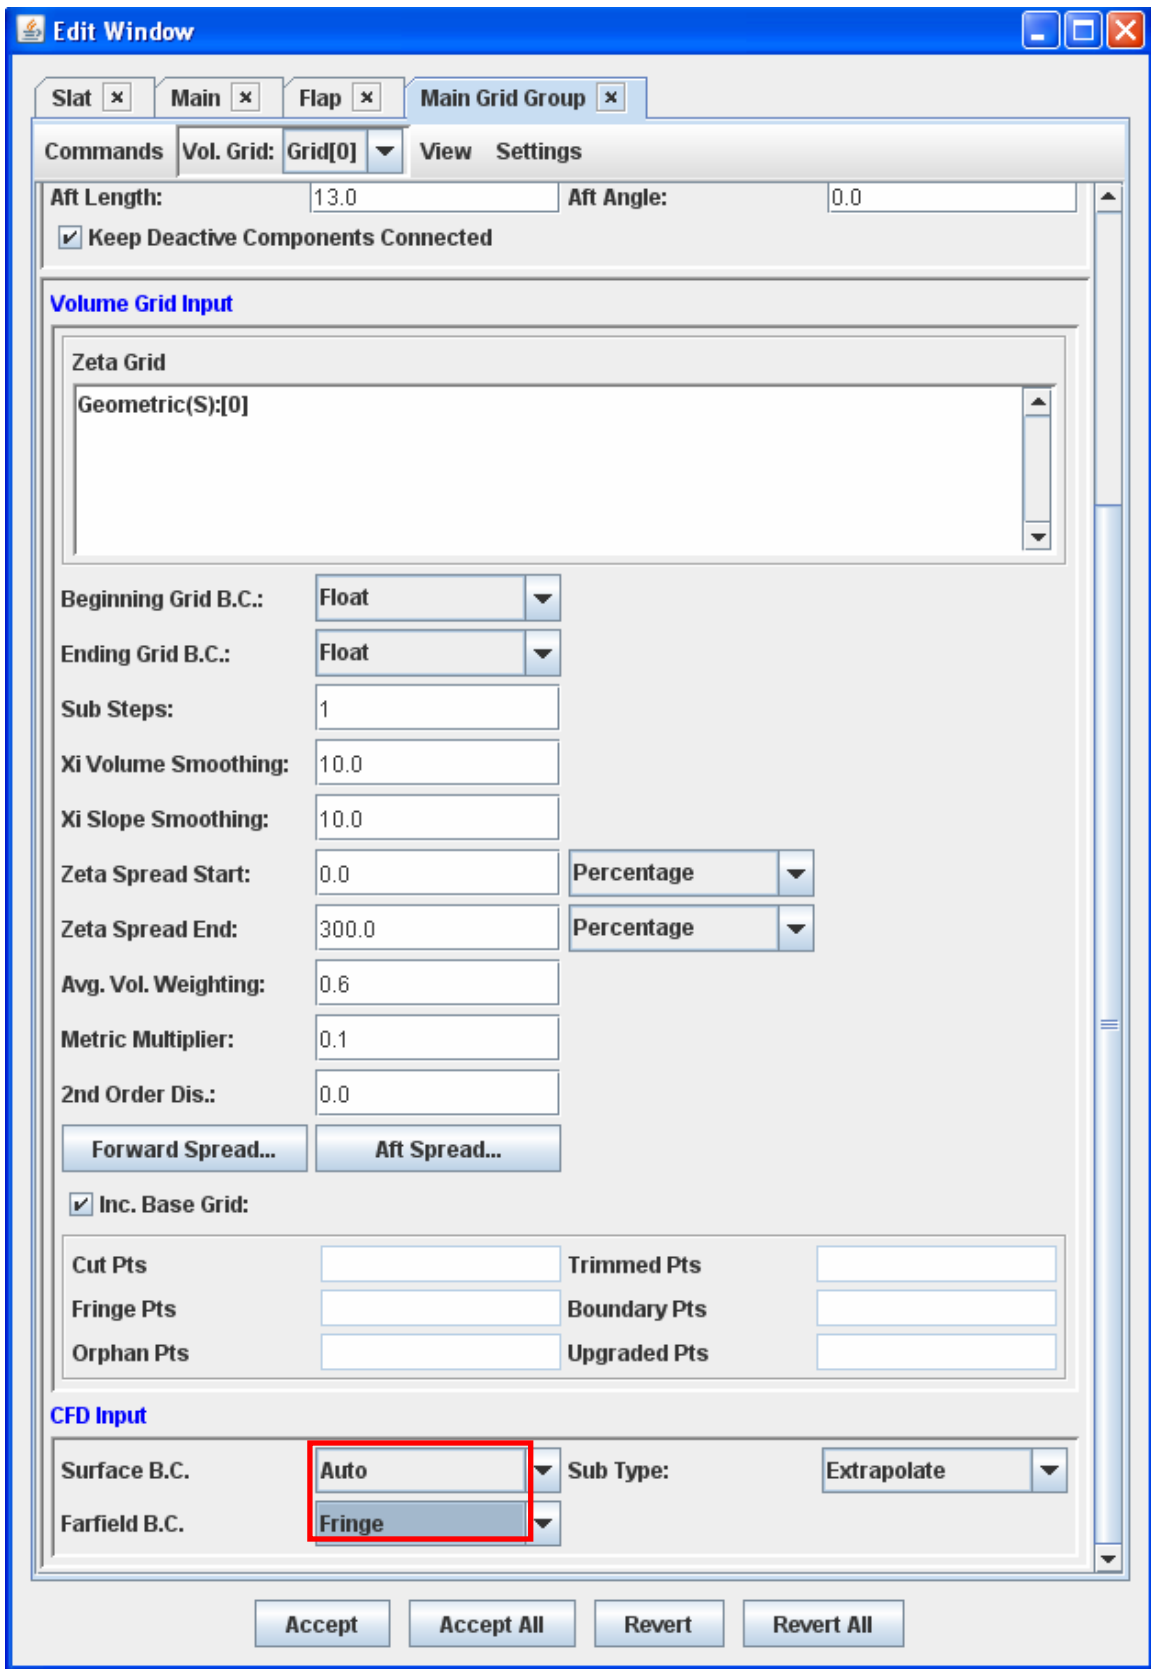 Edit Window
Slat Main Flap Main Grid Group
Commands Vol. Grid: Grid[0] View Settings
Aft Length: 13.0 Aft Angle: 0.0
Keep Deactive Components Connected
Volume Grid Input
Zeta Grid
Geometric(S):[0]
Beginning Grid B.C.: Float
Ending Grid B.C.: Float
Sub Steps: 1
Xi Volume Smoothing: 10.0
Xi Slope Smoothing: 10.0
Zeta Spread Start: 0.0 Percentage
Zeta Spread End: 300.0 Percentage
Avg. Vol. Weighting: 0.6
Metric Multiplier: 0.1
2nd Order Dis.: 0.0
Forward Spread... Aft Spread...
Inc. Base Grid:
Cut Pts Trimmed Pts
Fringe Pts Boundary Pts
Orphan Pts Upgraded Pts
CFD Input
Surface B.C. Auto Sub Type: Extrapolate
Farfield B.C. Fringe
Accept Accept All Revert Revert All